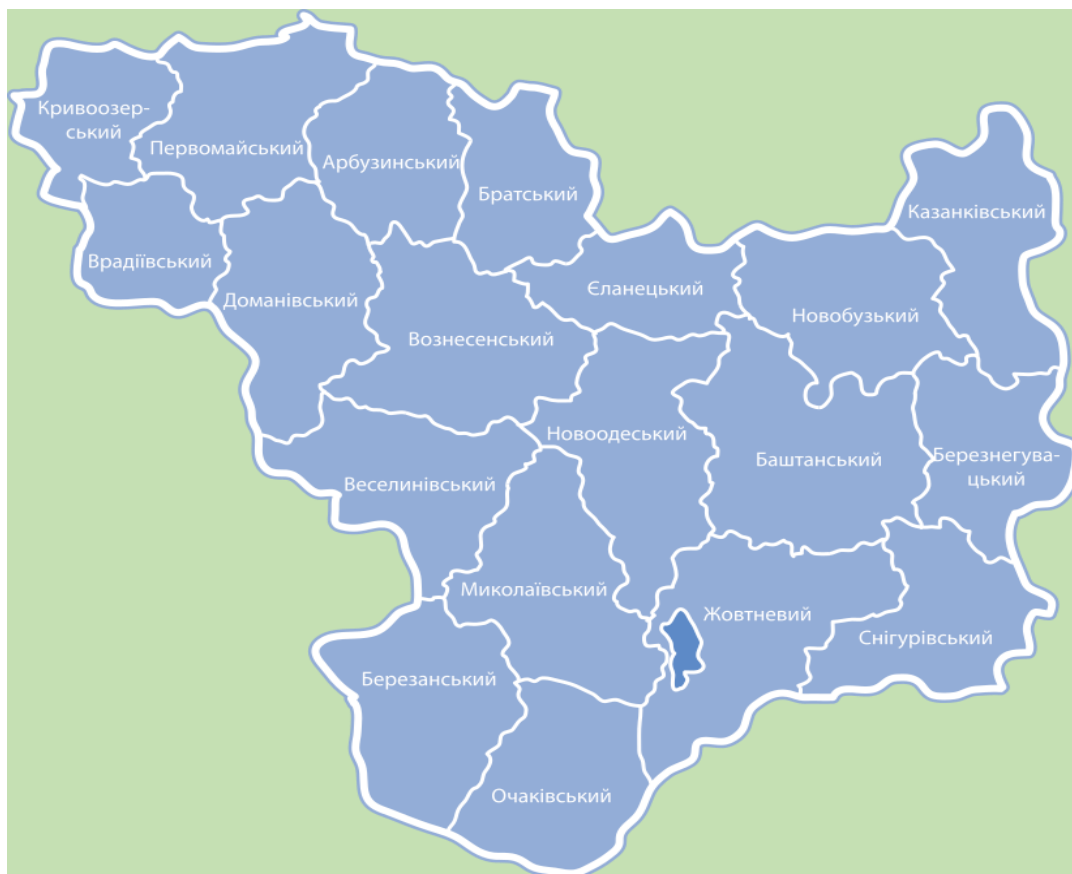 Кривоозер-
ський
Первомайський
Арбузинський
Братський
Казанківський
Врадіївський
Доманівський
Єланецький
Новобузький
Вознесенський
Новоодеський
Баштанський
Березнегува-
цький
Веселинівський
Миколаївський
Жовтневий
Снігурівський
Березанський
Очаківський